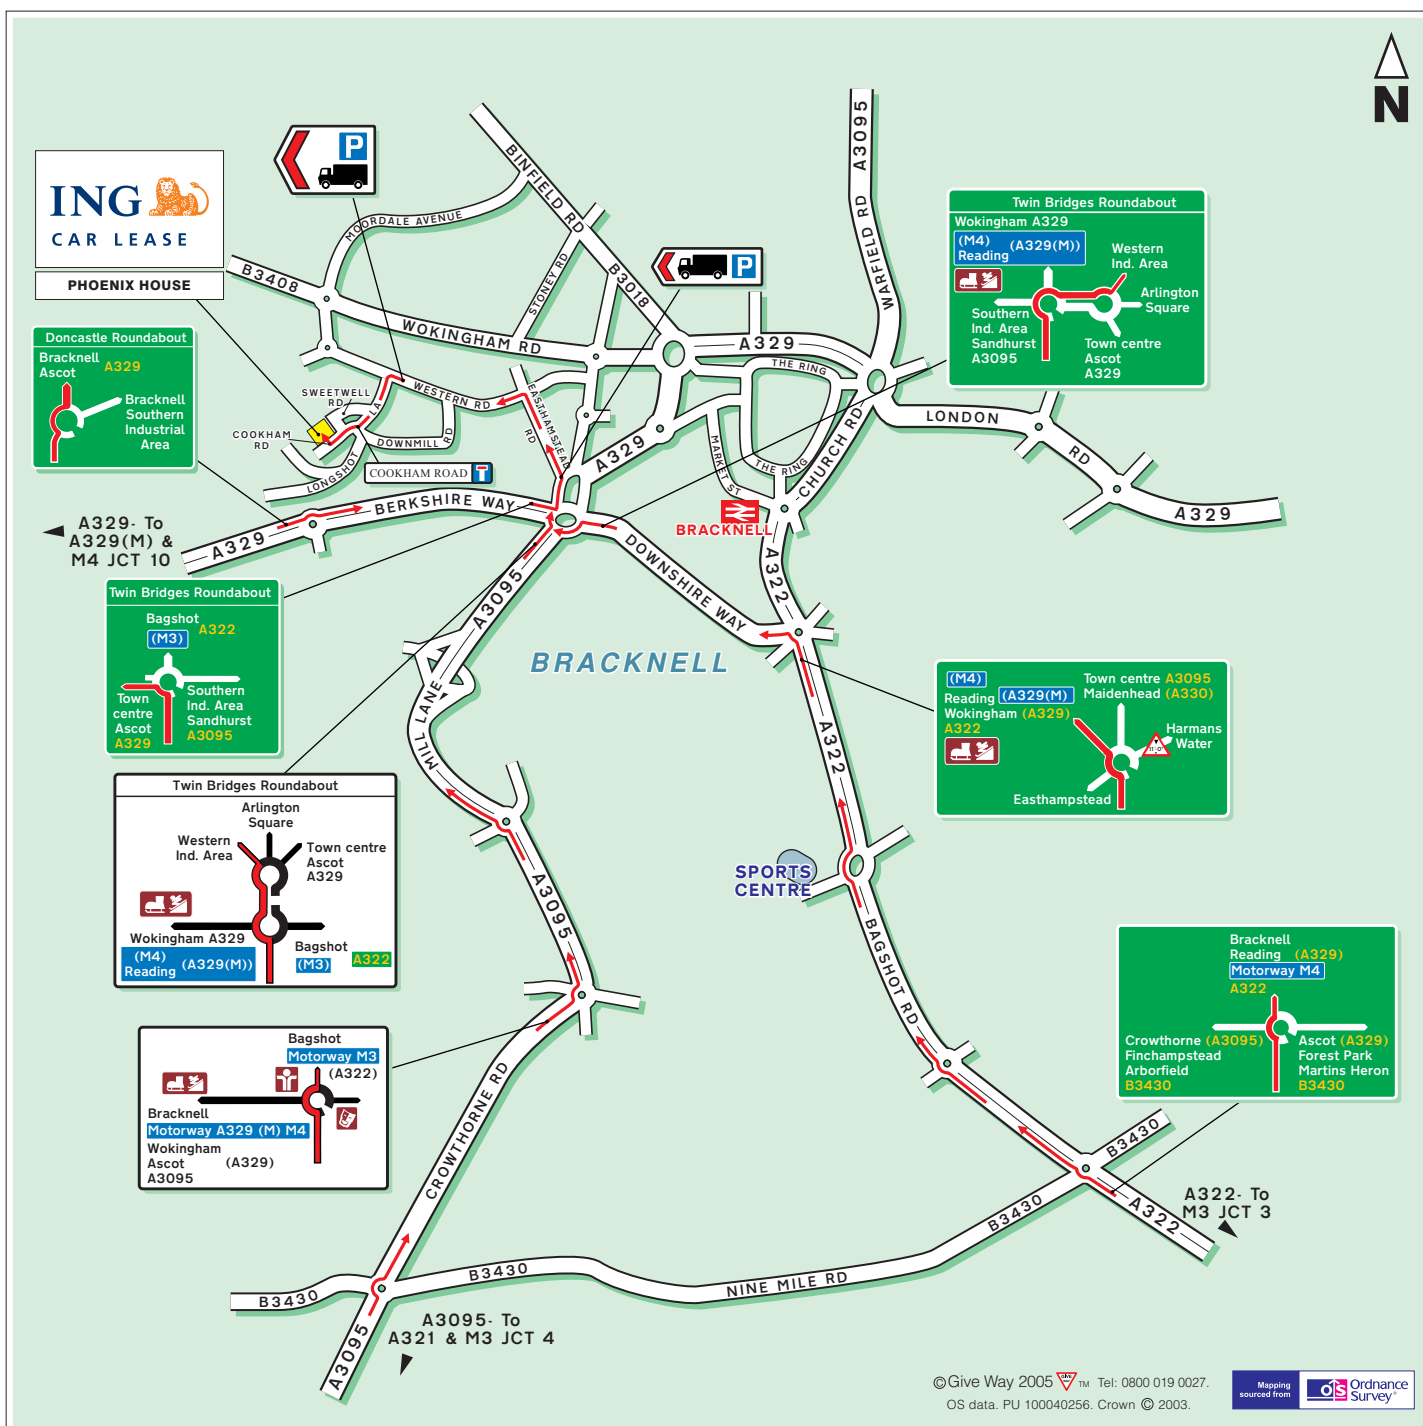 N
ING
CAR LEASE
PHOENIX HOUSE
P
P
BINFIELD RD
MOORDALE AVENUE
B3408
STONEY RD
B3018
WOKINGHAM RD
A329
A3095
WARFIELD RD
Twin Bridges Roundabout
Wokingham A329
(M4)
Reading (A329(M))
Western
Ind. Area
Arlington
Square
Southern
Ind. Area
Sandhurst
A3095
Town centre
Ascot
A329
Doncastle Roundabout
Bracknell
Ascot A329
Bracknell
Southern
Industrial
Area
SWEETWELL
RD
LA
WESTERN RD
EASTHAMSTEAD
RD
COOKHAM
RD
DOWNMILL RD
LONGSHOT
COOKHAM ROAD
THE RING
THE RING
MARKET ST
CHURCH RD
LONDON
RD
A329
A329
BERKSHIRE WAY
A329
A329- To
A329(M) &
M4 JCT 10
BRACKNELL
DOWNSHIRE WAY
A322
A3095
Twin Bridges Roundabout
Bagshot
(M3) A322
Town
centre
Ascot
A329
Southern
Ind. Area
Sandhurst
A3095
BRACKNELL
MILL LANE
A322
(M4)
Reading (A329(M)
Wokingham (A329)
A322
Town centre A3095
Maidenhead (A330)
Harmans
Water
11'-0"
Easthampstead
Twin Bridges Roundabout
Arlington
Square
Western
Ind. Area
Town centre
Ascot
A329
Wokingham A329
(M4)
Reading (A329(M))
Bagshot
(M3) A322
A3095
SPORTS
CENTRE
BAGSHOT RD
Bracknell
Reading (A329)
Motorway M4
A322
Crowthorne (A3095)
Finchampstead
Arborfield
B3430
Ascot (A329)
Forest Park
Martins Heron
B3430
Bagshot
Motorway M3
(A322)
Bracknell
Motorway A329 (M) M4
Wokingham
Ascot (A329)
A3095
CROWTHORNE RD
B3430
B3430
A322
A322- To
M3 JCT 3
B3430
B3430
NINE MILE RD
A3095
A3095- To
A321 & M3 JCT 4
©Give Way 2005 GIVE WAY TM Tel: 0800 019 0027.
OS data. PU 100040256. Crown © 2003.
Mapping
sourced from
OS Ordnance
Survey®